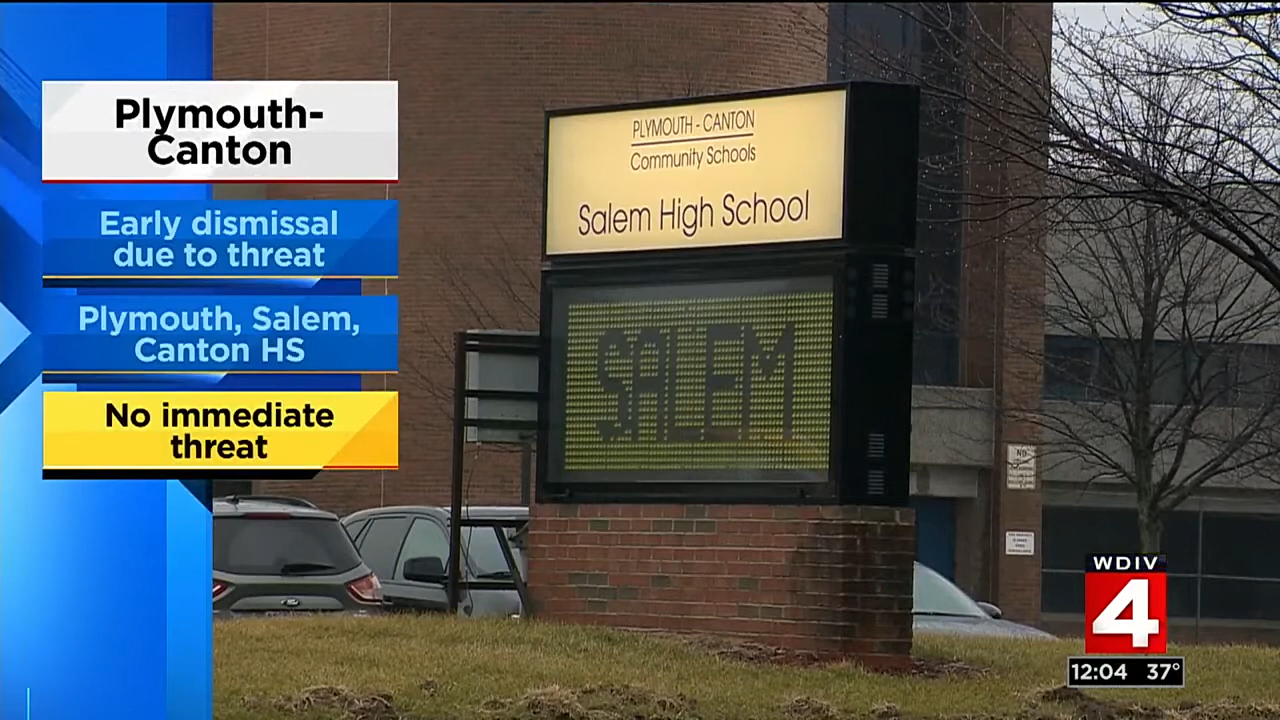 Plymouth-
Canton
Early dismissal
due to threat
Plymouth, Salem,
Canton HS
No immediate
threat
PLYMOUTH - CANTON
Community Schools
Salem High School
SALEM
NO
WDIV
4
12:04 37°